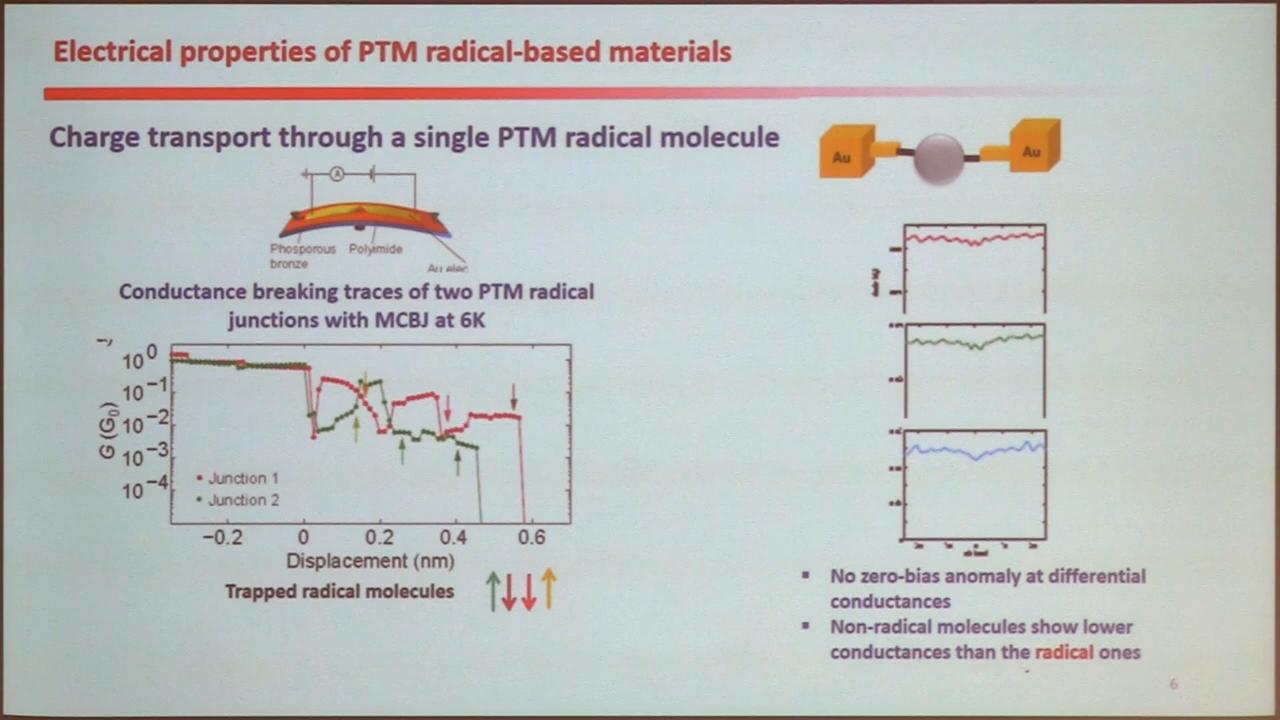 Electrical properties of PTM radical-based materials
Charge transport through a single PTM radical molecule
Au
Au
A
Phosporous
bronze
Polyimide
Au elec
Conductance breaking traces of two PTM radical
junctions with MCBJ at 6K
G (G0)
10^0
10^-1
10^-2
10^-3
10^-4
Junction 1
Junction 2
-0.2
0
0.2
0.4
0.6
Displacement (nm)
Trapped radical molecules
▪ No zero-bias anomaly at differential
conductances
▪ Non-radical molecules show lower
conductances than the radical ones
6